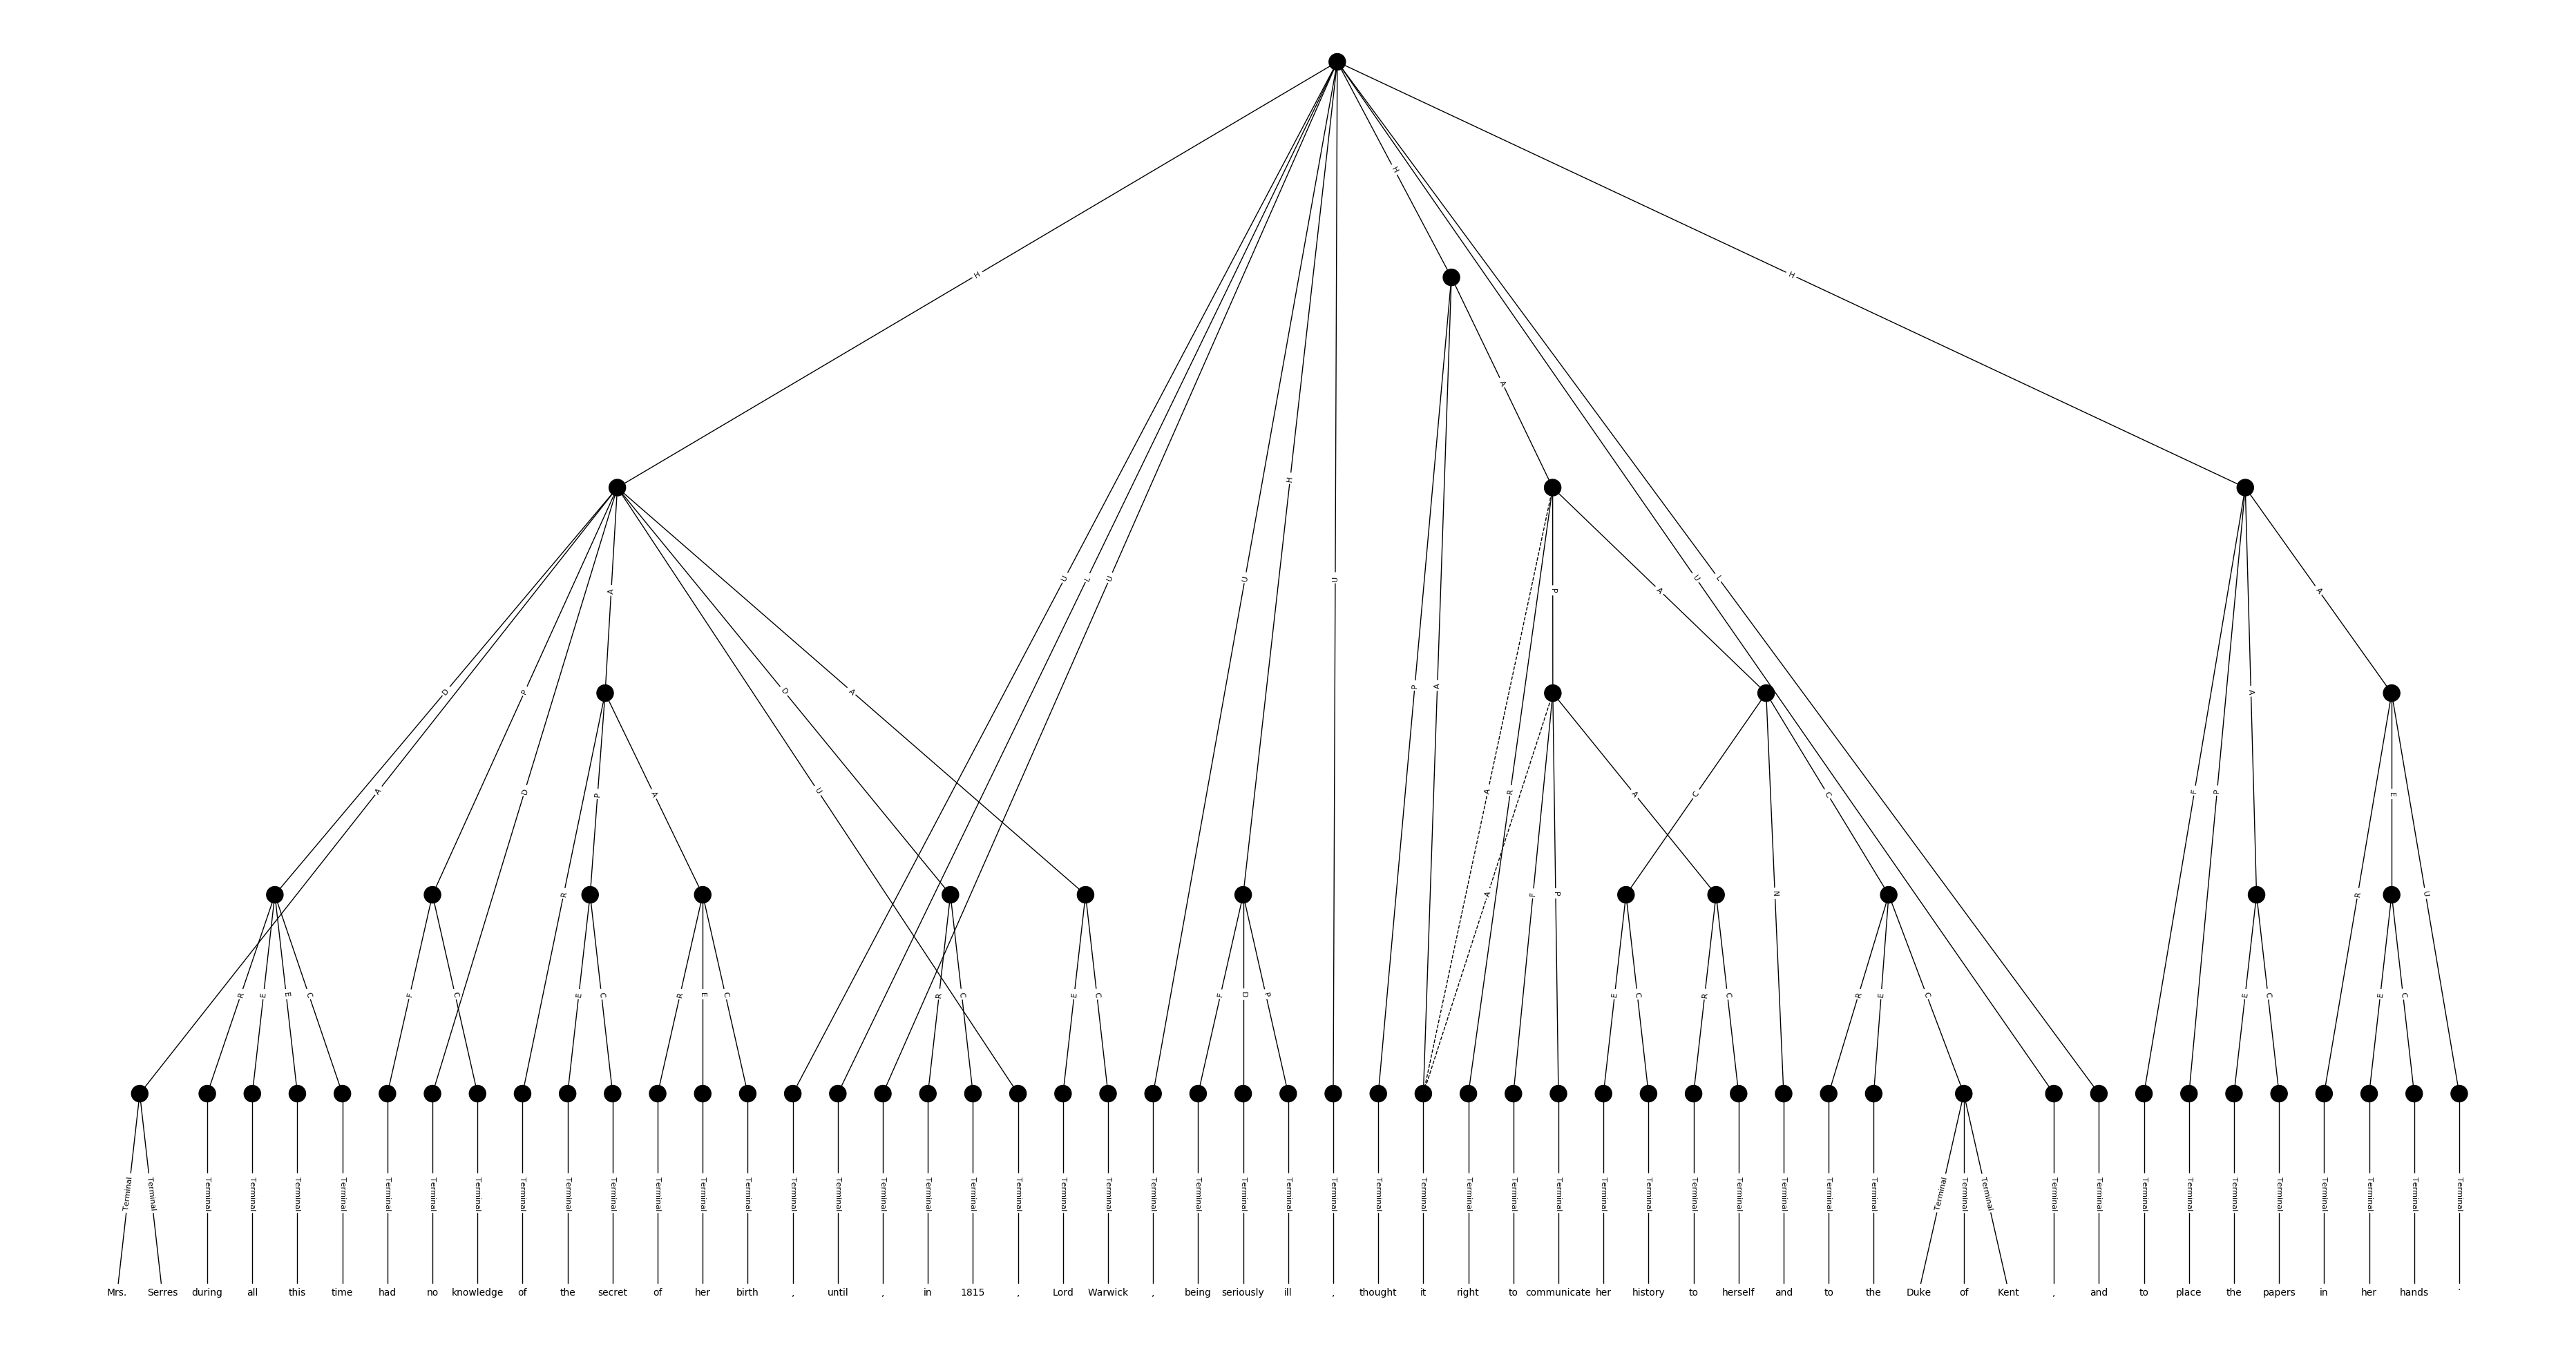 H
H
H
A
H
U
L
U
U
U
U
L
A
P
A
A
D
P
A
D
A
P
A
A
D
U
F
P
A
R
C
A
C
E
A
D
P
A
R
A
F
P
N
R
U
R
E
E
C
F
C
E
C
R
E
C
R
C
E
C
F
D
P
E
C
R
C
R
E
C
E
C
E
C
Terminal Terminal Terminal Terminal Terminal Terminal Terminal Terminal Terminal Terminal Terminal Terminal Terminal Terminal Terminal Terminal Terminal Terminal Terminal Terminal Terminal Terminal Terminal Terminal Terminal Terminal Terminal Terminal Terminal Terminal Terminal Terminal Terminal Terminal Terminal Terminal Terminal Terminal Terminal Terminal Terminal Terminal Terminal Terminal Terminal Terminal Terminal Terminal Terminal Terminal Terminal Terminal Terminal
Mrs. Serres during all this time had no knowledge of the secret of her birth , until , in 1815 , Lord Warwick , being seriously ill , thought it right to communicate her history to herself and to the Duke of Kent , and to place the papers in her hands .